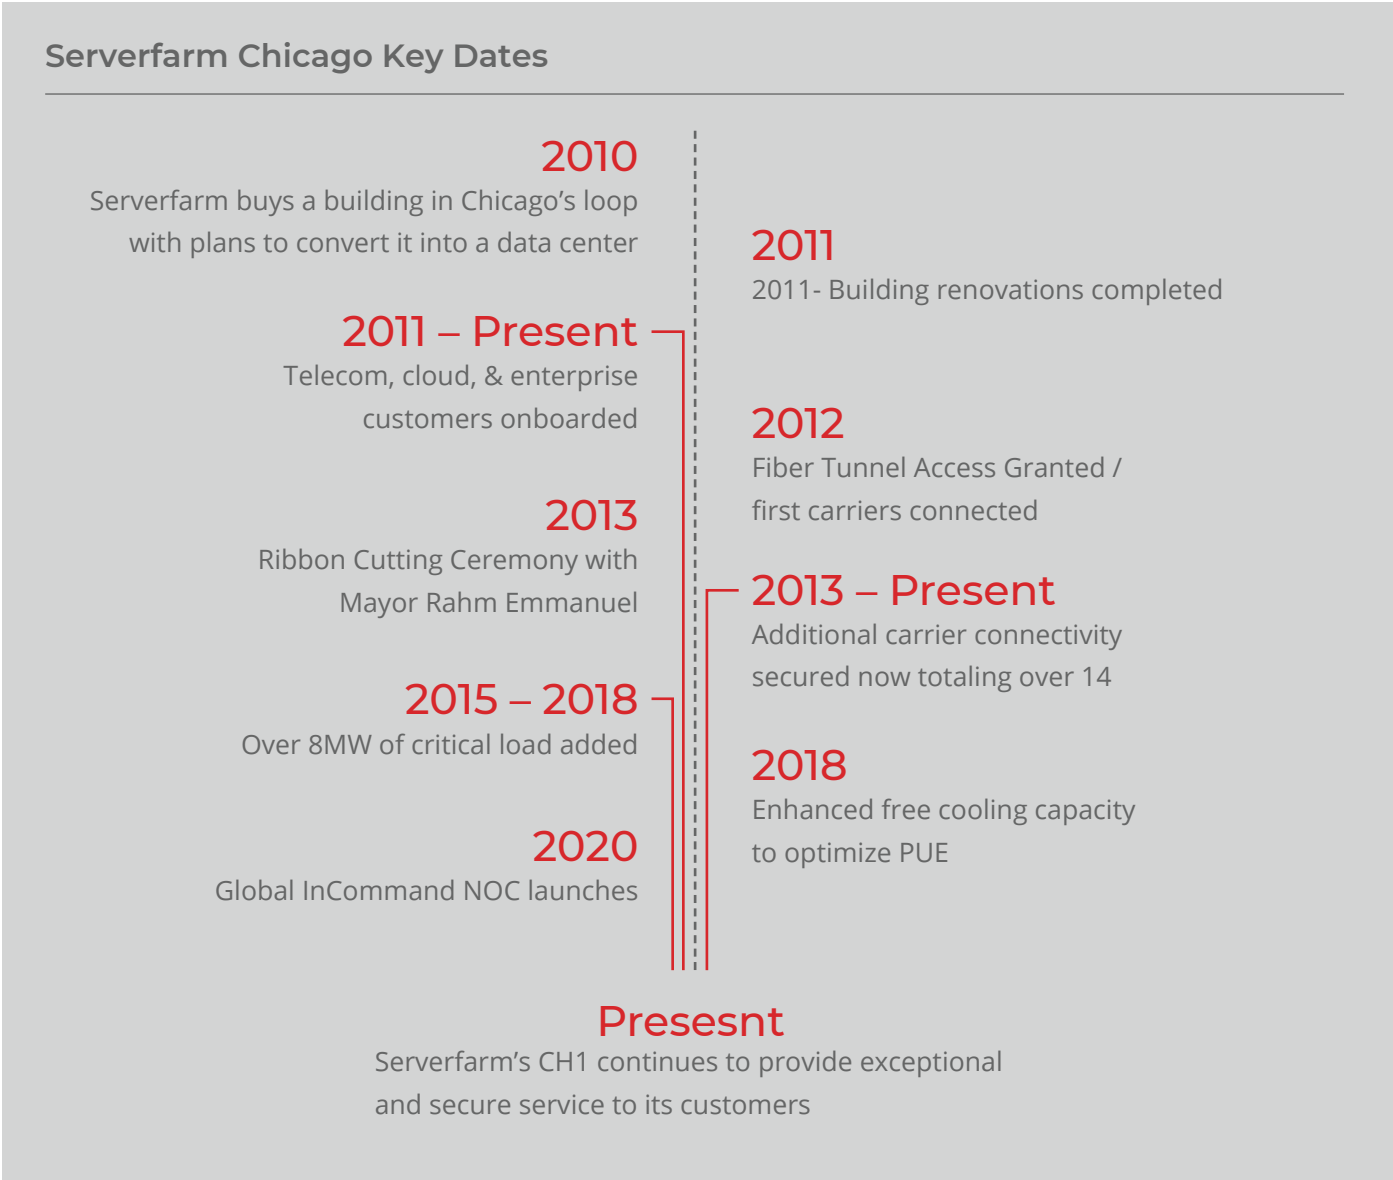 Serverfarm Chicago Key Dates
2010
Serverfarm buys a building in Chicago’s loop
with plans to convert it into a data center
2011
2011- Building renovations completed
2011 – Present
Telecom, cloud, & enterprise
customers onboarded
2012
Fiber Tunnel Access Granted /
first carriers connected
2013
Ribbon Cutting Ceremony with
Mayor Rahm Emmanuel
2013 – Present
Additional carrier connectivity
secured now totaling over 14
2015 – 2018
Over 8MW of critical load added
2018
Enhanced free cooling capacity
to optimize PUE
2020
Global InCommand NOC launches
Presesnt
Serverfarm’s CH1 continues to provide exceptional
and secure service to its customers